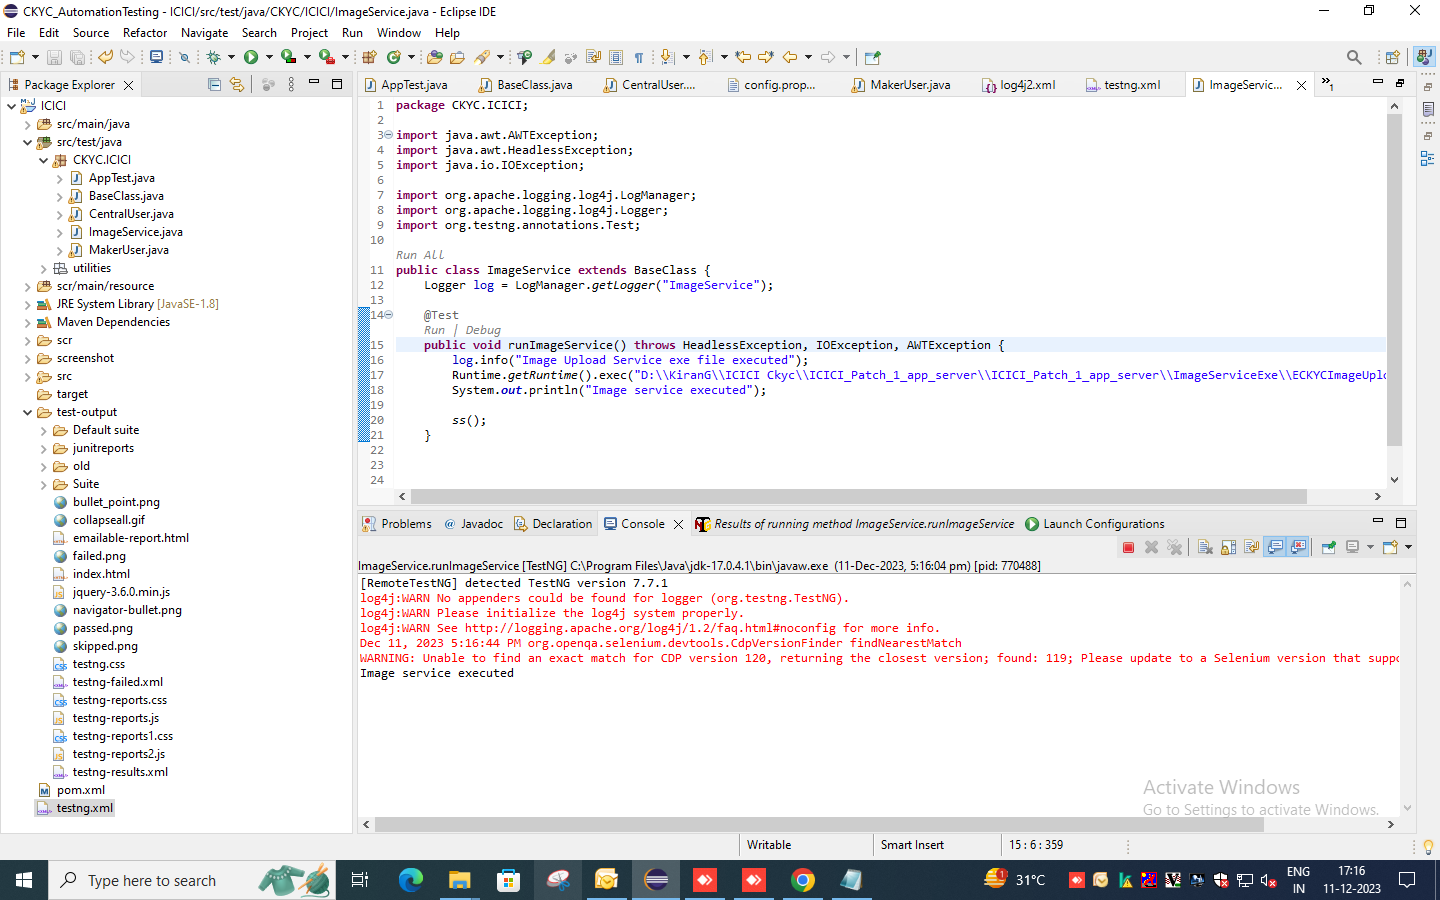 CKYC_AutomationTesting - ICICI/src/test/java/CKYC/ICICI/ImageService.java - Eclipse IDE
File Edit Source Refactor Navigate Search Project Run Window Help
Package Explorer
ICICI
src/main/java
src/test/java
CKYC.ICICI
AppTest.java
BaseClass.java
CentralUser.java
ImageService.java
MakerUser.java
utilities
scr/main/resource
JRE System Library [JavaSE-1.8]
Maven Dependencies
scr
screenshot
src
target
test-output
Default suite
junitreports
old
Suite
bullet_point.png
collapseall.gif
emailable-report.html
failed.png
index.html
jquery-3.6.0.min.js
navigator-bullet.png
passed.png
skipped.png
testng.css
testng-failed.xml
testng-reports.css
testng-reports.js
testng-reports1.css
testng-reports2.js
testng-results.xml
pom.xml
testng.xml
AppTest.java BaseClass.java CentralUser.... config.prop... MakerUser.java log4j2.xml testng.xml ImageServic... »1
1 package CKYC.ICICI;
2
3 import java.awt.AWTException;
4 import java.awt.HeadlessException;
5 import java.io.IOException;
6
7 import org.apache.logging.log4j.LogManager;
8 import org.apache.logging.log4j.Logger;
9 import org.testng.annotations.Test;
10
Run All
11 public class ImageService extends BaseClass {
12 Logger log = LogManager.getLogger("ImageService");
13
14 @Test
Run | Debug
15 public void runImageService() throws HeadlessException, IOException, AWTException {
16 log.info("Image Upload Service exe file executed");
17 Runtime.getRuntime().exec("D:\\KiranG\\ICICI Ckyc\\ICICI_Patch_1_app_server\\ICICI_Patch_1_app_server\\ImageServiceExe\\ECKYCImageUplo
18 System.out.println("Image service executed");
19
20 ss();
21 }
22
23
24
Problems @ Javadoc Declaration Console Results of running method ImageService.runImageService Launch Configurations
ImageService.runImageService [TestNG] C:\Program Files\Java\jdk-17.0.4.1\bin\javaw.exe (11-Dec-2023, 5:16:04 pm) [pid: 770488]
[RemoteTestNG] detected TestNG version 7.7.1
log4j:WARN No appenders could be found for logger (org.testng.TestNG).
log4j:WARN Please initialize the log4j system properly.
log4j:WARN See http://logging.apache.org/log4j/1.2/faq.html#noconfig for more info.
Dec 11, 2023 5:16:44 PM org.openqa.selenium.devtools.CdpVersionFinder findNearestMatch
WARNING: Unable to find an exact match for CDP version 120, returning the closest version; found: 119; Please update to a Selenium version that suppo
Image service executed
Activate Windows
Go to Settings to activate Windows.
Writable Smart Insert 15 : 6 : 359
Type here to search
1 31°C ENG IN 17:16 11-12-2023